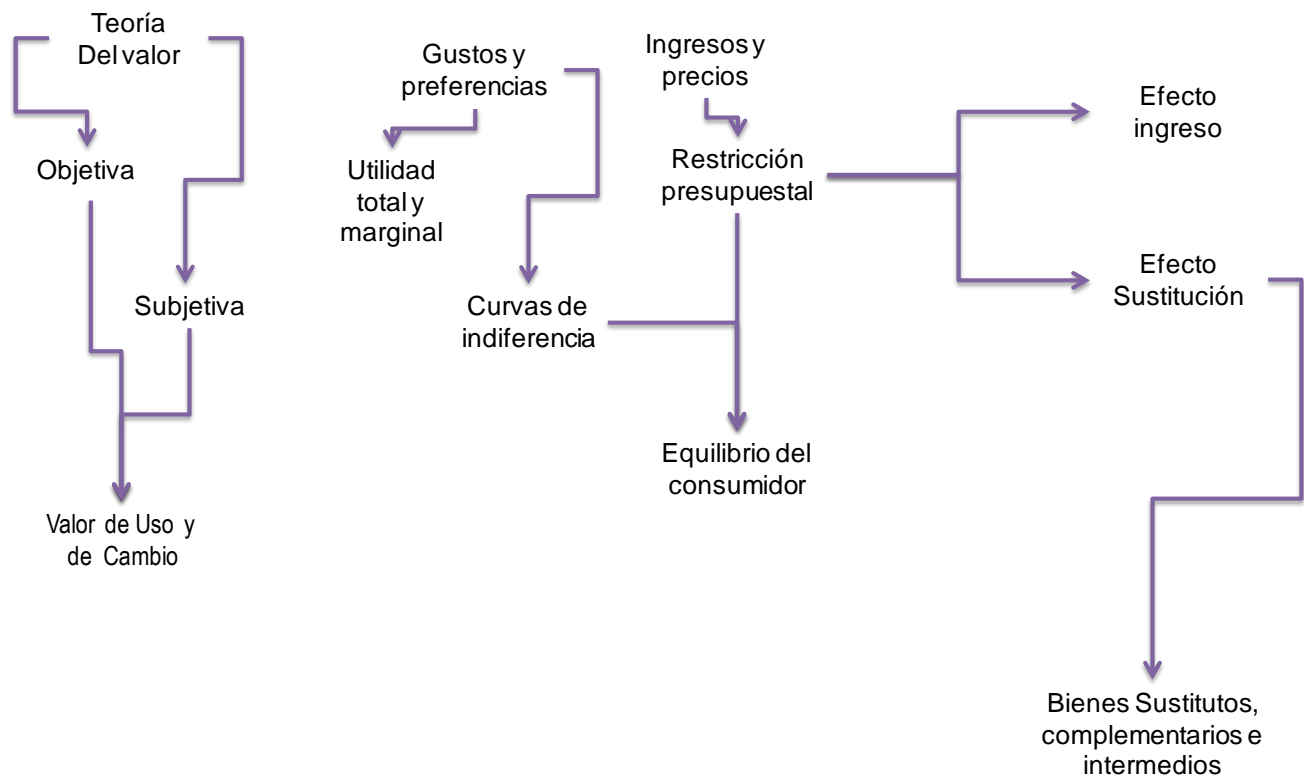 Teoría
Del valor
Objetiva
Subjetiva
Valor de Uso y
de Cambio
Gustos y
preferencias
Utilidad
total y
marginal
Curvas de
indiferencia
Ingresos y
precios
Restricción
presupuestal
Equilibrio del
consumidor
Efecto
ingreso
Efecto
Sustitución
Bienes Sustitutos,
complementarios e
intermedios